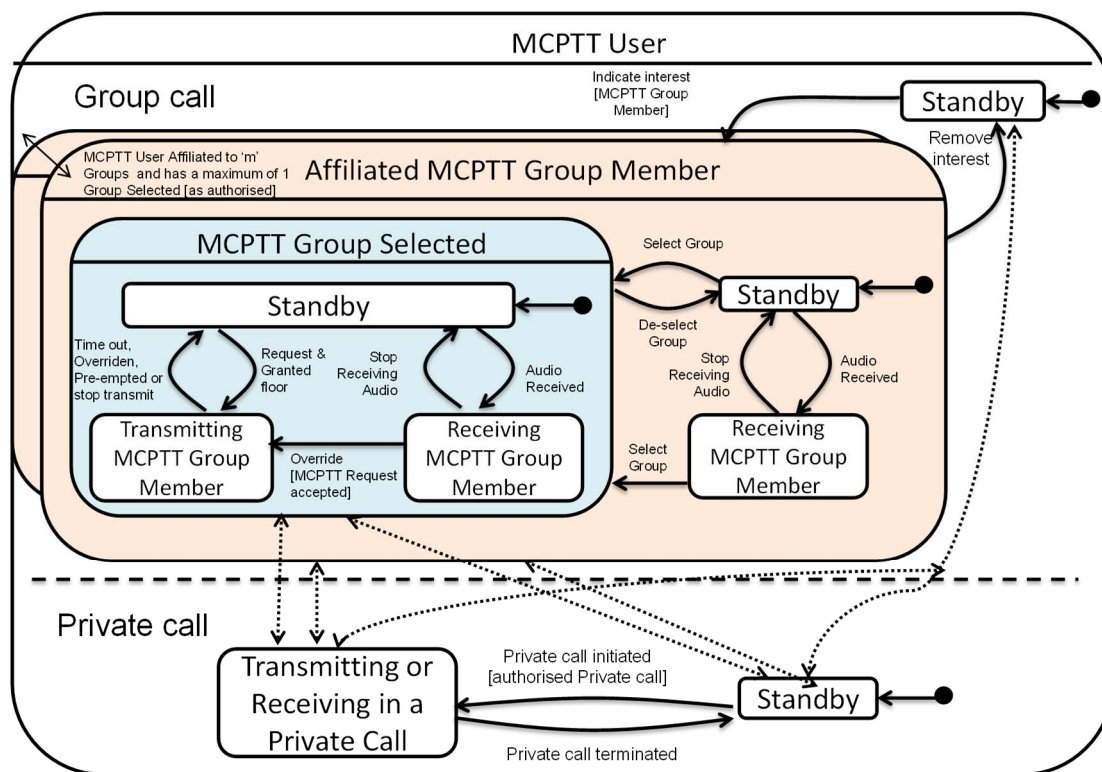 MCPTT User
Group call
Indicate interest
[MCPTT Group
Member]
Standby
Remove
interest
MCPTT User Affiliated to ‘m’
Groups and has a maximum of 1
Group Selected [as authorised]
Affiliated MCPTT Group Member
MCPTT Group Selected
Select Group
Standby
Standby
De-select
Group
Time out,
Overriden,
Pre-empted or
stop transmit
Request &
Granted
floor
Stop
Receiving
Audio
Audio
Received
Stop
Receiving
Audio
Audio
Received
Transmitting
MCPTT Group
Member
Override
[MCPTT Request
accepted]
Receiving
MCPTT Group
Member
Select
Group
Receiving
MCPTT Group
Member
Private call
Transmitting or
Receiving in a
Private Call
Private call initiated
[authorised Private call]
Standby
Private call terminated